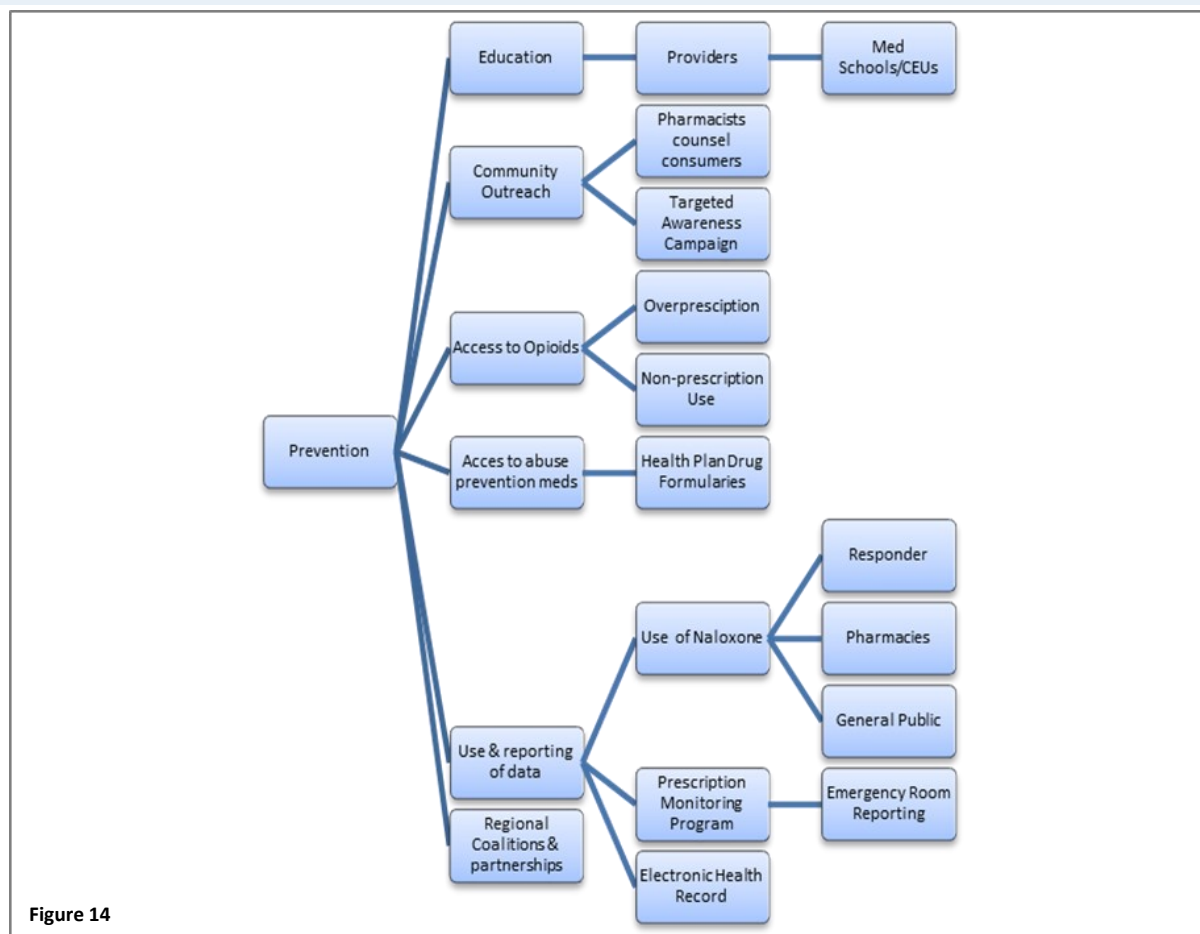 Education
Providers
Med
Schools/CEUs
Pharmacists
counsel
consumers
Community
Outreach
Targeted
Awareness
Campaign
Overpresciption
Access to Opioids
Non-prescription
Use
Prevention
Acces to abuse
prevention meds
Health Plan Drug
Formularies
Responder
Use of Naloxone
Pharmacies
General Public
Use & reporting
of data
Prescription
Monitoring
Program
Emergency Room
Reporting
Regional
Coalitions &
partnerships
Electronic Health
Record
Figure 14